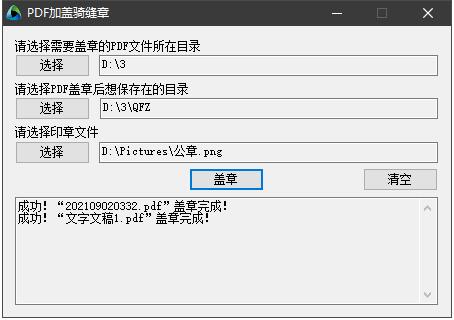 PDF加盖骑缝章
请选择需要盖章的PDF文件所在目录
选择 D:\3
请选择PDF盖章后想保存在的目录
选择 D:\3\QFZ
请选择印章文件
选择 D:\Pictures\公章.png
盖章 清空
成功! “202109020332.pdf”盖章完成!
成功! “文字文稿1.pdf”盖章完成!